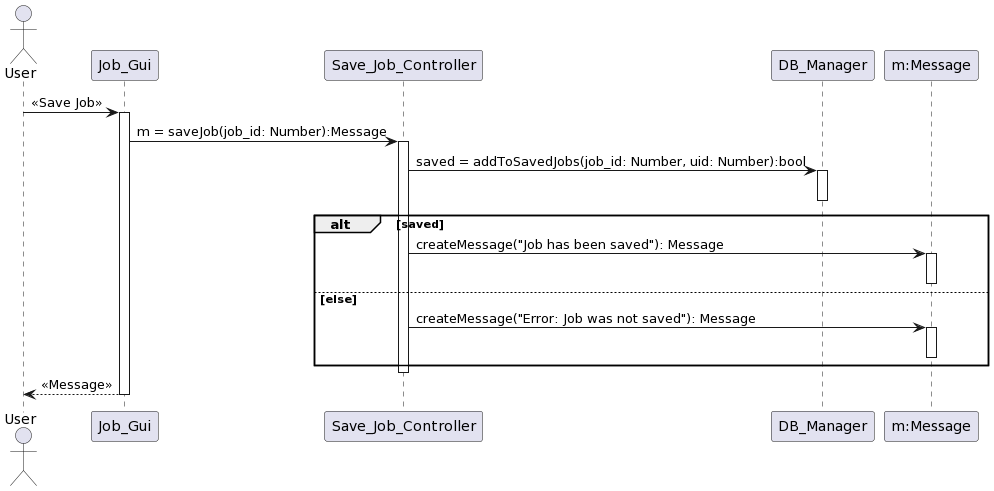 User
Job_Gui
Save_Job_Controller
DB_Manager
m:Message
«Save Job»
m = saveJob(job_id: Number):Message
saved = addToSavedJobs(job_id: Number, uid: Number):bool
alt
[saved]
createMessage("Job has been saved"): Message
[else]
createMessage("Error: Job was not saved"): Message
«Message»
User
Job_Gui
Save_Job_Controller
DB_Manager
m:Message